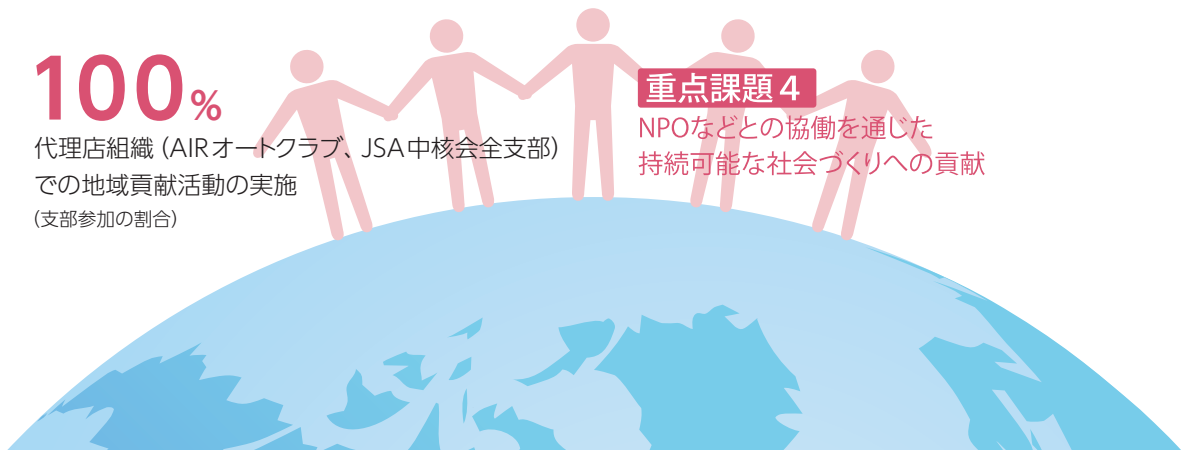 100%
代理店組織(AIRオートクラブ、JSA中核会全支部)
での地域貢献活動の実施
(支部参加の割合)
重点課題4
NPOなどとの協働を通じた
持続可能な社会づくりへの貢献